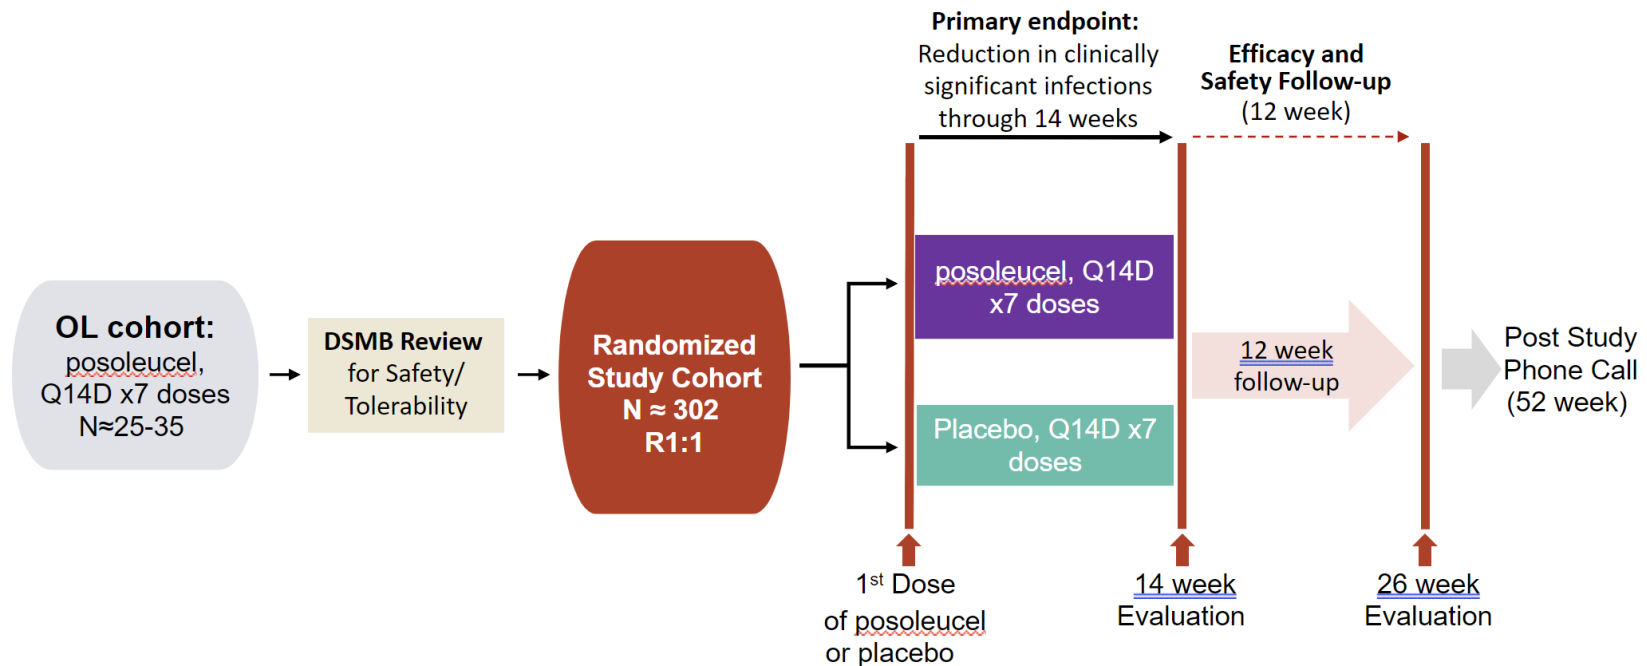 OL cohort:
posoleucel,
Q14D x7 doses
N≈25-35
DSMB Review
for Safety/
Tolerability
Randomized
Study Cohort
N ≈ 302
R1:1
Primary endpoint:
Reduction in clinically
significant infections
through 14 weeks
Efficacy and
Safety Follow-up
(12 week)
posoleucel, Q14D
x7 doses
Placebo, Q14D x7
doses
12 week
follow-up
Post Study
Phone Call
(52 week)
1st Dose
of posoleucel
or placebo
14 week
Evaluation
26 week
Evaluation